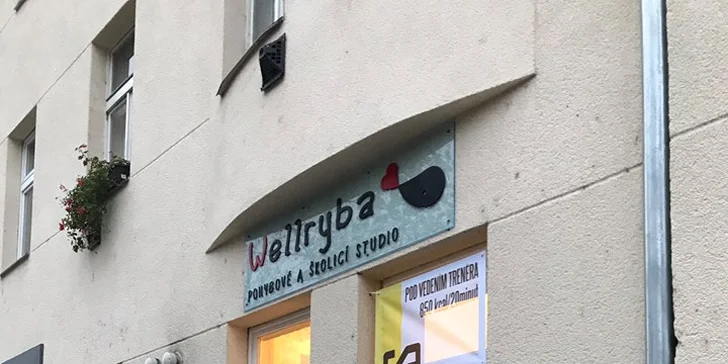 Wellryba
POHYBOVÉ A ŠKOLICÍ STUDIO
POD VEDENÍM TRENÉRA
650 kcal/20minut